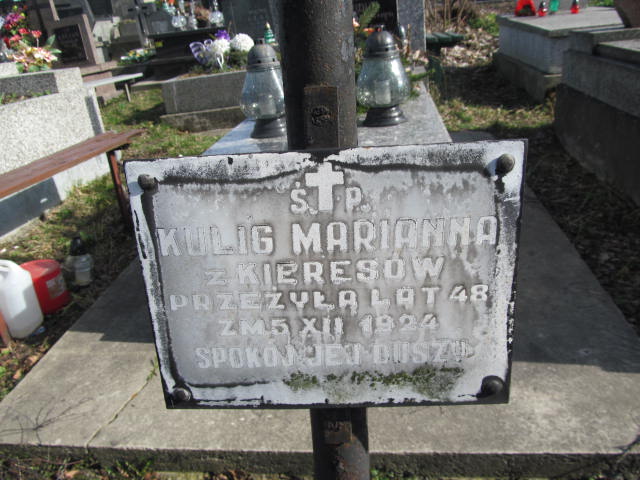 Ś. P.
KULIG MARIANNA
Z KIERESÓW
PRZEŻYŁA LAT 48
ZM. 5 XII 1924
SPOKÓJ JEJ DUSZY